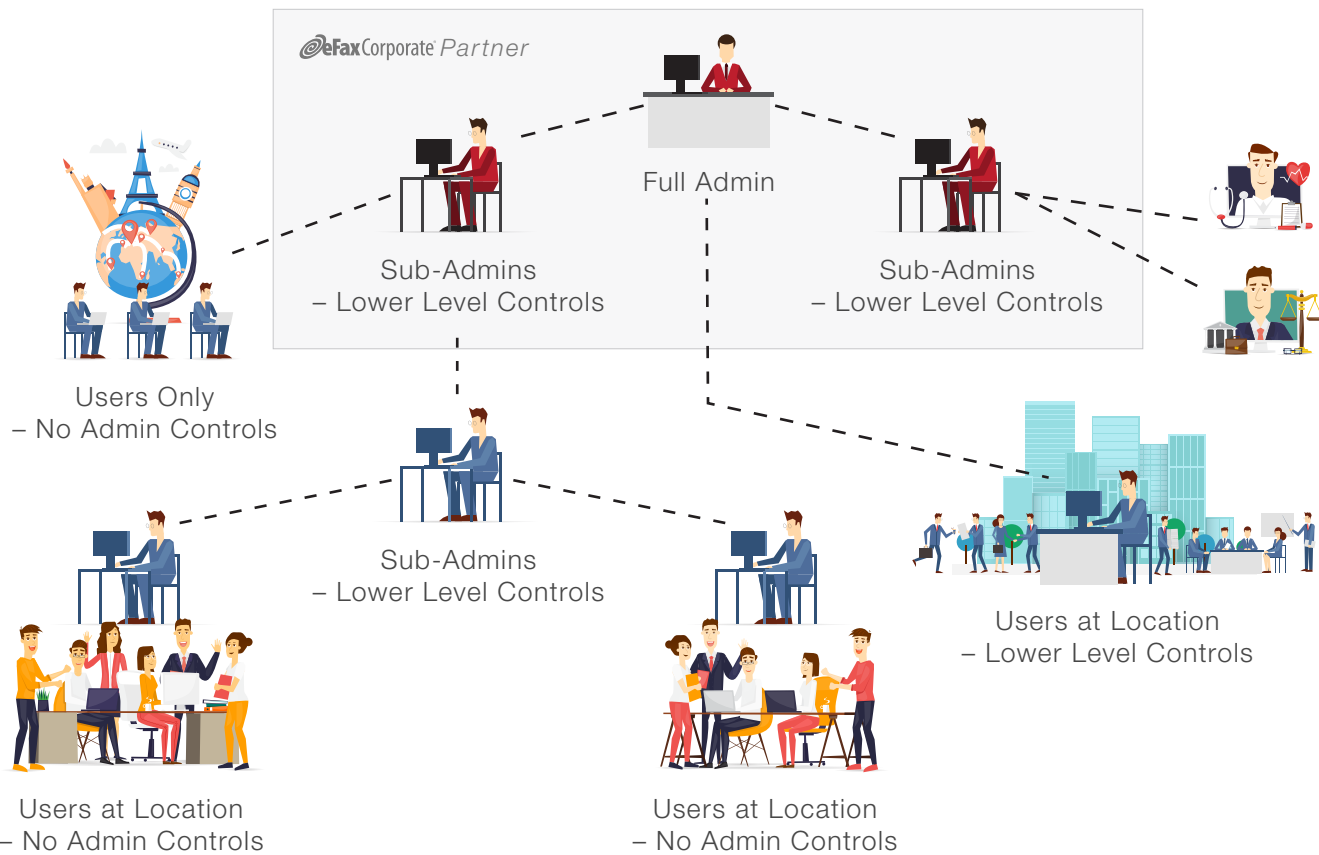 eFax Corporate® Partner
Full Admin
Sub-Admins
– Lower Level Controls
Sub-Admins
– Lower Level Controls
Users Only
– No Admin Controls
Sub-Admins
– Lower Level Controls
Users at Location
– Lower Level Controls
Users at Location
– No Admin Controls
Users at Location
– No Admin Controls